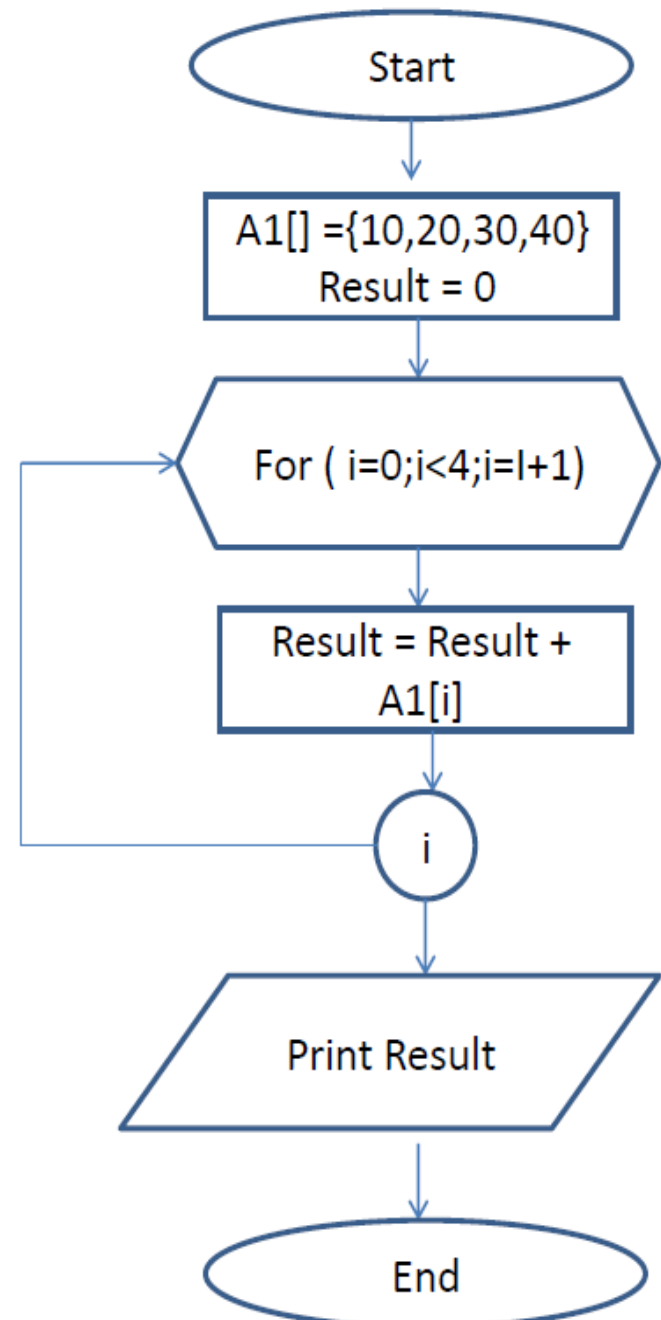 Start
A1[] ={10,20,30,40}
Result = 0
For ( i=0;i<4;i=I+1)
Result = Result +
A1[i]
i
Print Result
End